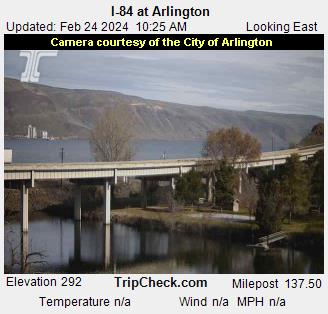 I-84 at Arlington
Updated: Feb 24 2024 10:25 AM Looking East
Camera courtesy of the City of Arlington
Elevation 292 TripCheck.com Milepost 137.50
Temperature n/a Wind n/a MPH n/a